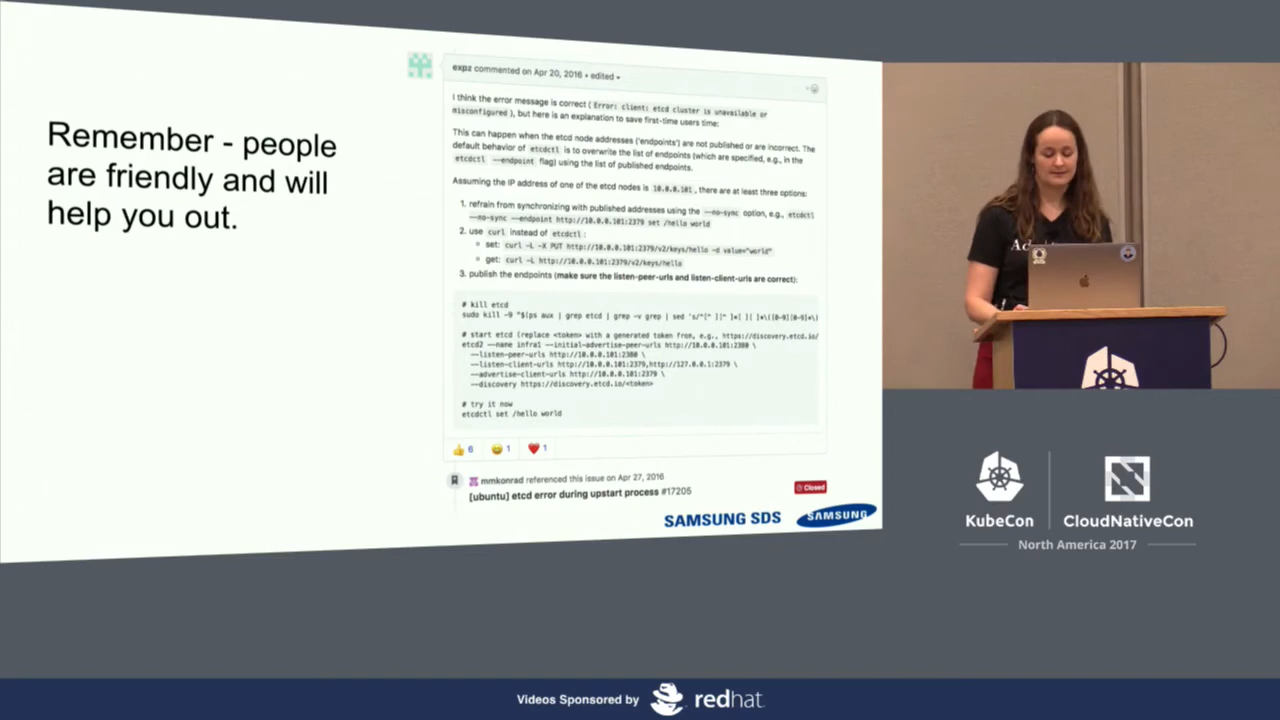 Remember - people
are friendly and will
help you out.
expz commented on Apr 20, 2016 • edited
I think the error message is correct ( Error: client: etcd cluster is unavailable or
misconfigured ), but here is an explanation to save first-time users time:
This can happen when the etcd node addresses ('endpoints') are not published or are incorrect. The
default behavior of etcdctl is to overwrite the list of endpoints (which are specified, e.g., in the
etcdctl --endpoint flag) using the list of published endpoints.
Assuming the IP address of one of the etcd nodes is 10.0.0.101, there are at least three options:
1. refrain from synchronizing with published addresses using the --no-sync option, e.g., etcdctl
--no-sync --endpoint http://10.0.0.101:2379 set /hello world
2. use curl instead of etcdctl :
set: curl -L -X PUT http://10.0.0.101:2379/v2/keys/hello -d value="world"
get: curl -L http://10.0.0.101:2379/v2/keys/hello
3. publish the endpoints (make sure the listen-peer-urls and listen-client-urls are correct):
# kill etcd
sudo kill -9 "$(ps aux | grep etcd | grep -v grep | sed
# start etcd (replace <token> with a generated token from, e.g., https://discovery.etcd.io/
etcd2 --name infra1 --initial-advertise-peer-urls http://10.0.0.101:2380 \
--listen-peer-urls http://10.0.0.101:2380 \
--listen-client-urls http://10.0.0.101:2379,http://127.0.0.1:2379 \
--advertise-client-urls http://10.0.0.101:2379 \
--discovery https://discovery.etcd.io/<token>
# try it now
etcdctl set /hello world
6 1 1
mmkonrad referenced this issue on Apr 27, 2016
[ubuntu] etcd error during upstart process #17205
Closed
SAMSUNG SDS
SAMSUNG
Ad
KubeCon
CloudNativeCon
North America 2017
Videos Sponsored by
redhat